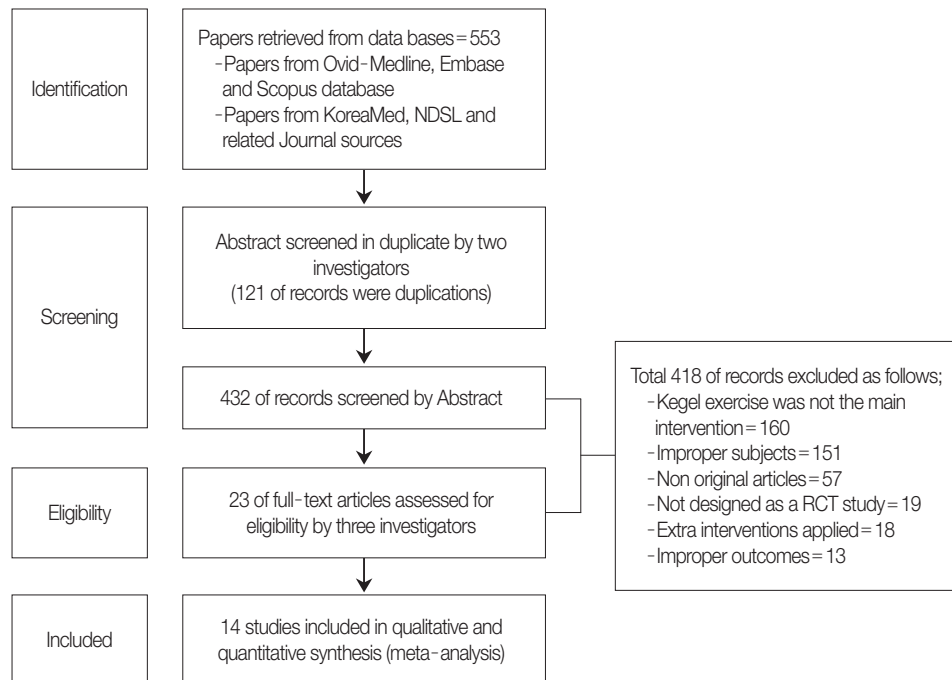 Identification
Papers retrieved from data bases=553
-Papers from Ovid-Medline, Embase
and Scopus database
-Papers from KoreaMed, NDSL and
related Journal sources
Screening
Abstract screened in duplicate by two
investigators
(121 of records were duplications)
432 of records screened by Abstract
Total 418 of records excluded as follows;
-Kegel exercise was not the main
intervention=160
-Improper subjects=151
-Non original articles=57
-Not designed as a RCT study=19
-Extra interventions applied=18
-Improper outcomes=13
Eligibility
23 of full-text articles assessed for
eligibility by three investigators
Included
14 studies included in qualitative and
quantitative synthesis (meta-analysis)